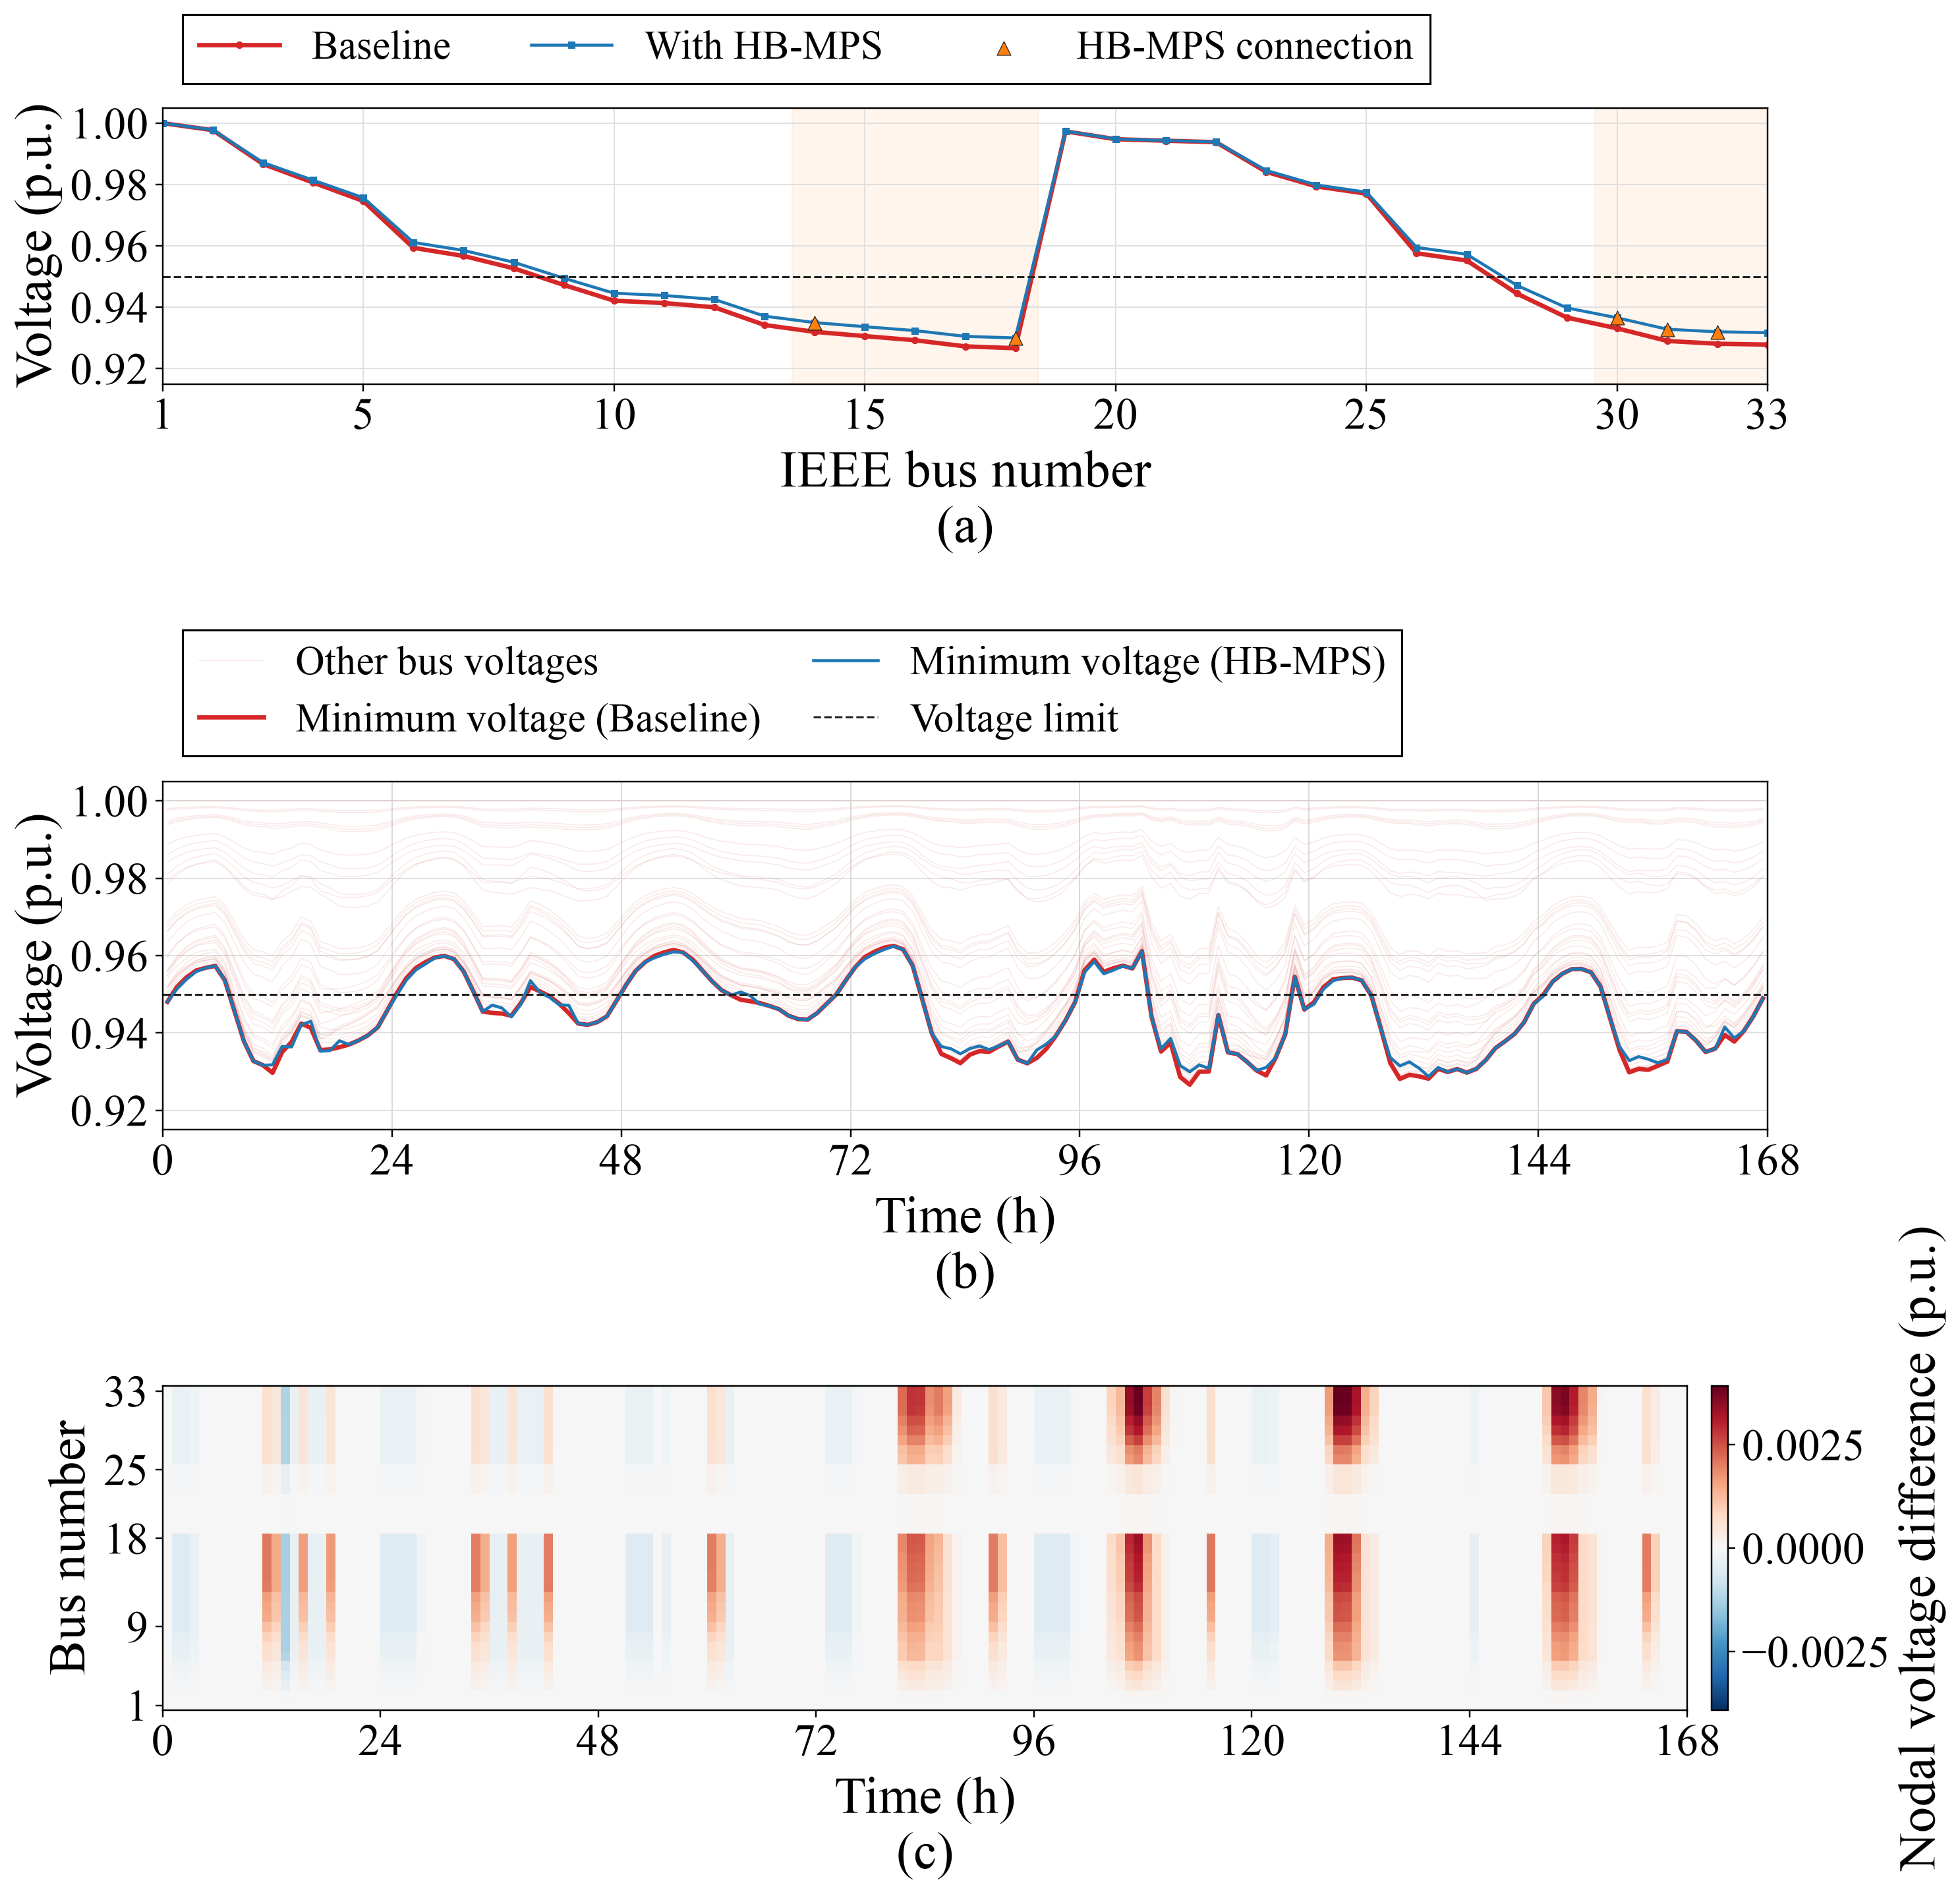 Baseline With HB-MPS HB-MPS connection
Voltage (p.u.)
1.00
0.98
0.96
0.94
0.92
1 5 10 15 20 25 30 33
IEEE bus number
(a)
Other bus voltages Minimum voltage (HB-MPS)
Minimum voltage (Baseline) Voltage limit
Voltage (p.u.)
1.00
0.98
0.96
0.94
0.92
0 24 48 72 96 120 144 168
Time (h)
(b)
Bus number
33
25
18
9
1
0 24 48 72 96 120 144 168
Time (h)
(c)
0.0025
0.0000
−0.0025
Nodal voltage difference (p.u.)